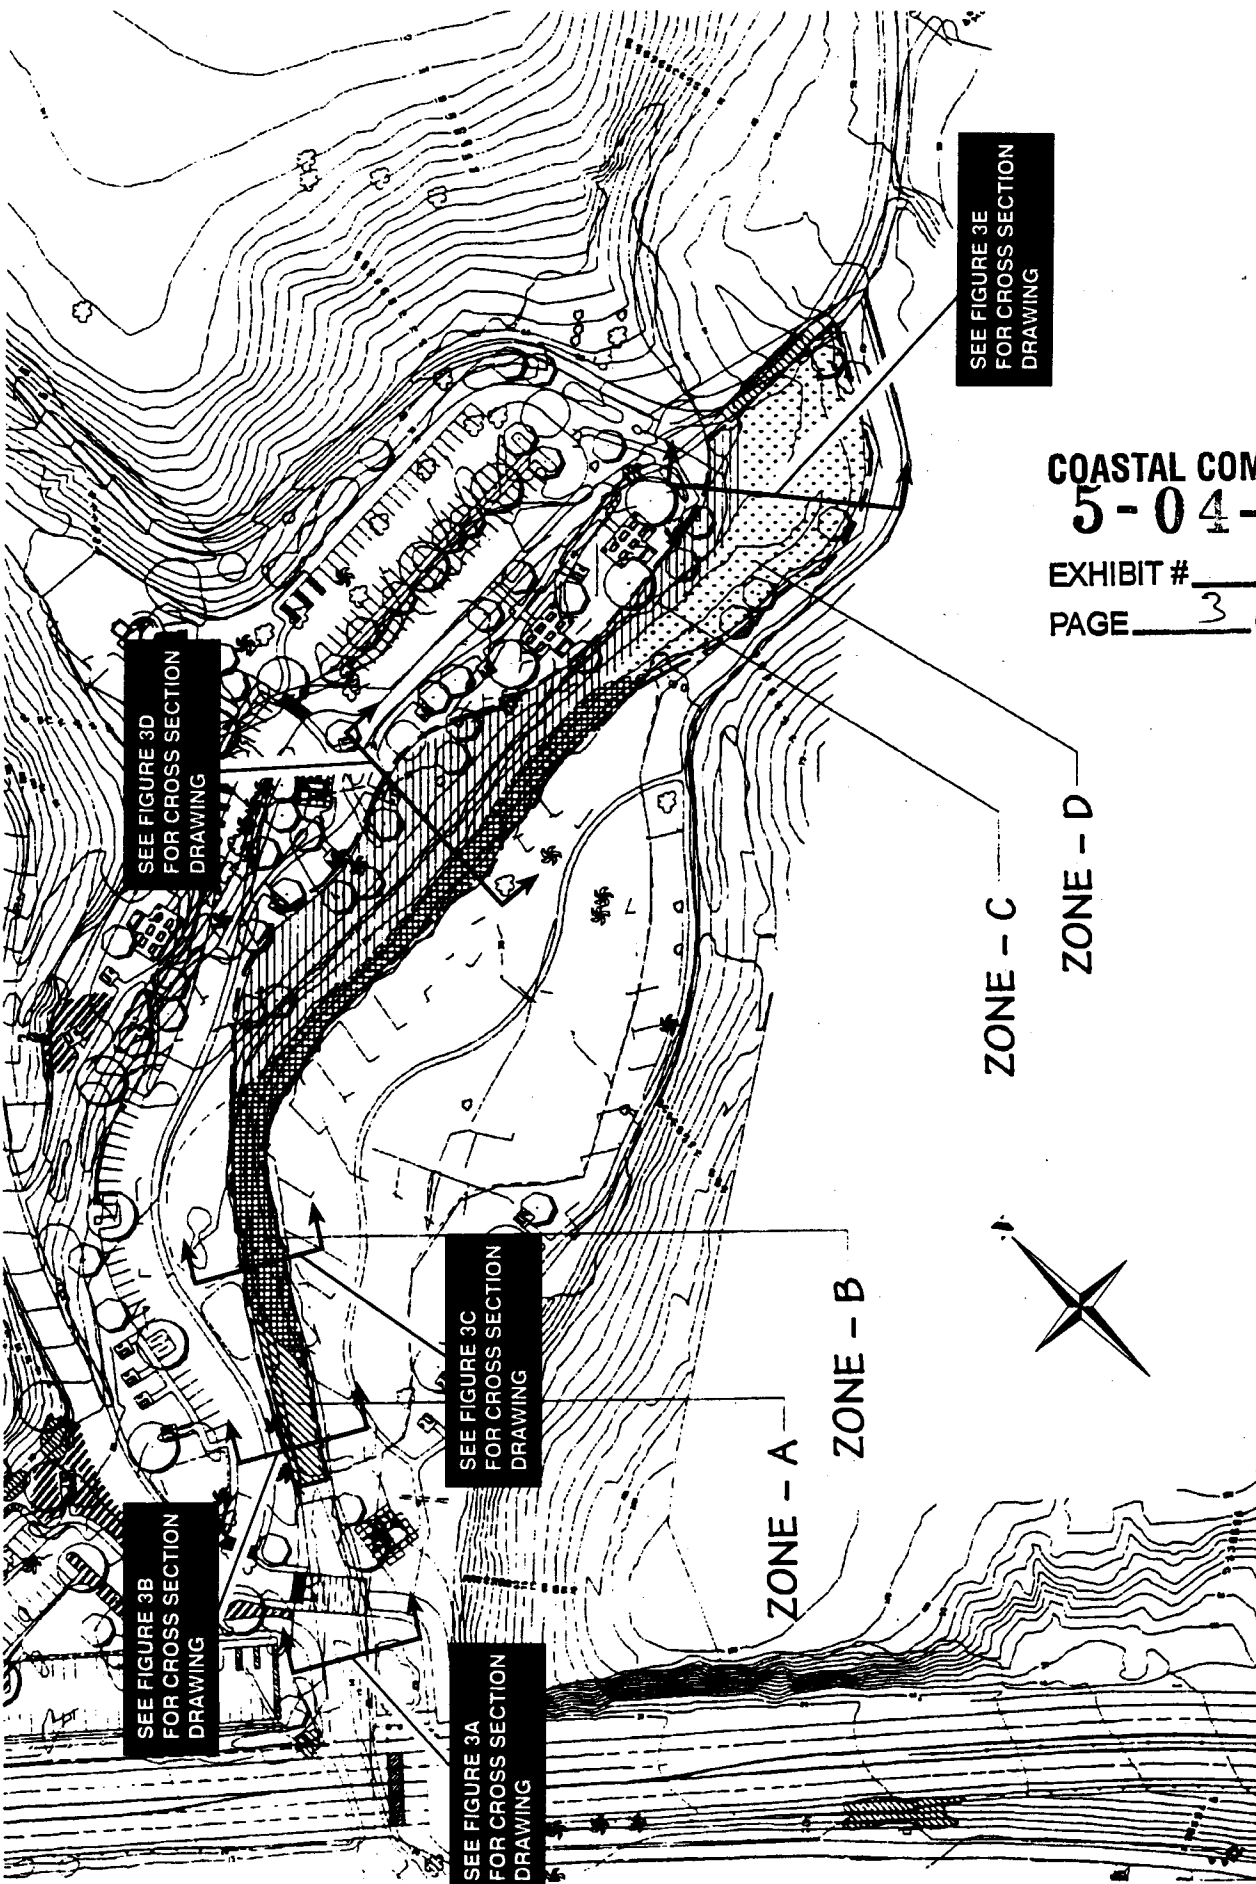 SEE FIGURE 3E
FOR CROSS SECTION
DRAWING
COASTAL COM
5-04-
EXHIBIT #
PAGE 3
SEE FIGURE 3D
FOR CROSS SECTION
DRAWING
ZONE - D
ZONE - C
SEE FIGURE 3C
FOR CROSS SECTION
DRAWING
ZONE - B
ZONE - A
SEE FIGURE 3B
FOR CROSS SECTION
DRAWING
SEE FIGURE 3A
FOR CROSS SECTION
DRAWING